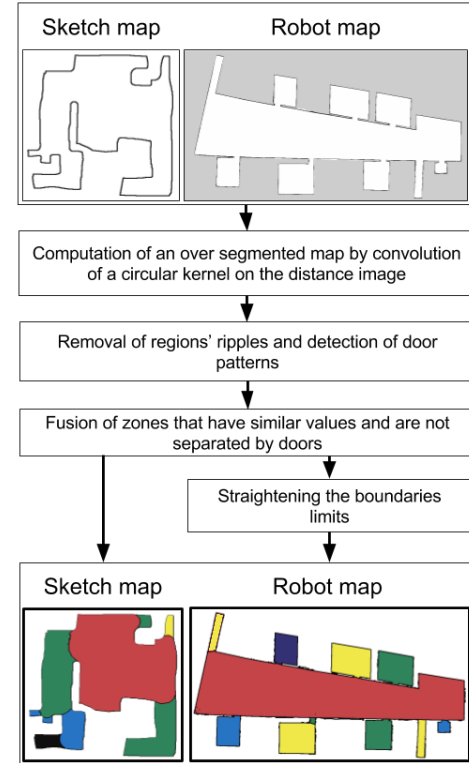 Sketch map
Robot map
Computation of an over segmented map by convolution
of a circular kernel on the distance image
Removal of regions' ripples and detection of door
patterns
Fusion of zones that have similar values and are not
separated by doors
Straightening the boundaries
limits
Sketch map
Robot map